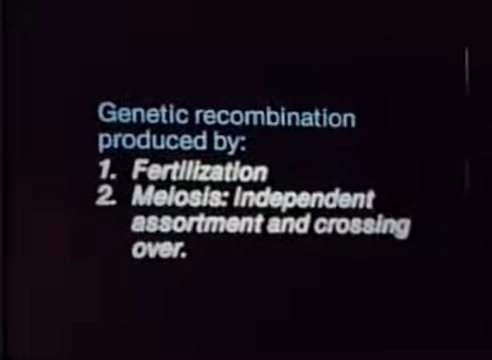 Genetic recombination
produced by:
1. Fertilization
2. Meiosis: Independent
assortment and crossing
over.